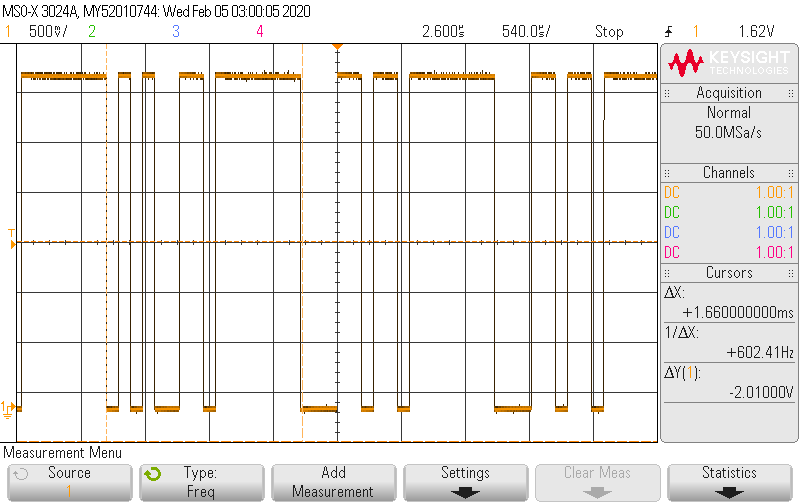 MSO-X 3024A, MY52010744: Wed Feb 05 03:00:05 2020
1 500mV/ 2 3 4 2.600s 540.0s/ Stop 1 1.62V
KEYSIGHT
TECHNOLOGIES
Acquisition
Normal
50.0MSa/s
Channels
DC 1.00:1
DC 1.00:1
DC 1.00:1
DC 1.00:1
Cursors
ΔX:
+1.660000000ms
1/ΔX:
+602.41Hz
ΔY(1):
-2.01000V
T
1
Measurement Menu
Source
1
Type:
Freq
Add
Measurement
Settings
Clear Meas
Statistics